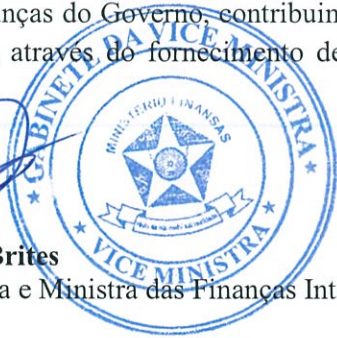 nças do Governo, contribuin
através do fornecimento de
GABINETE DA VICE MINISTRA
MINISTÉRIO FINANSAS
VICE MINISTRA
Brites
a e Ministra das Finanças Int